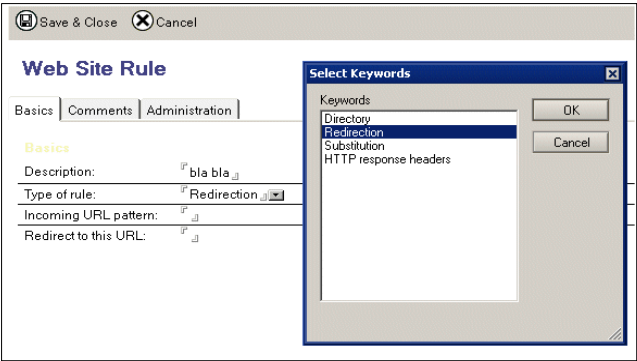 Save & Close Cancel
Web Site Rule
Basics Comments Administration
Basics
Description: bla bla
Type of rule: Redirection
Incoming URL pattern:
Redirect to this URL:
Select Keywords
Keywords
Directory
Redirection
Substitution
HTTP response headers
OK
Cancel